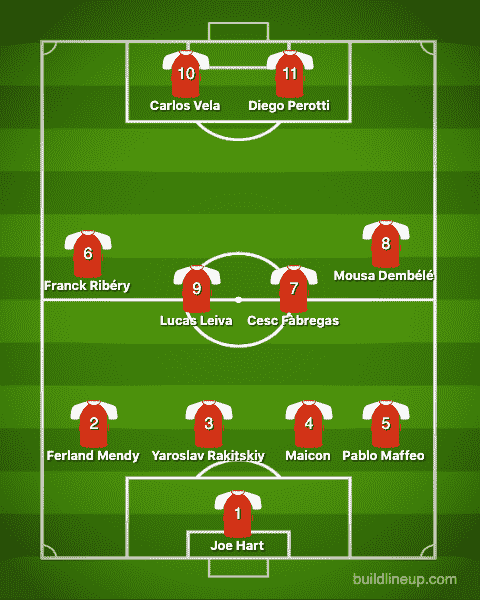 10
11
Carlos Vela
Diego Perotti
8
6
Mousa Dembélé
Franck Ribéry
9
7
Lucas Leiva
Cesc Fàbregas
2
3
4
5
Ferland Mendy
Yaroslav Rakitskiy
Maicon
Pablo Maffeo
1
Joe Hart
buildlineup.com